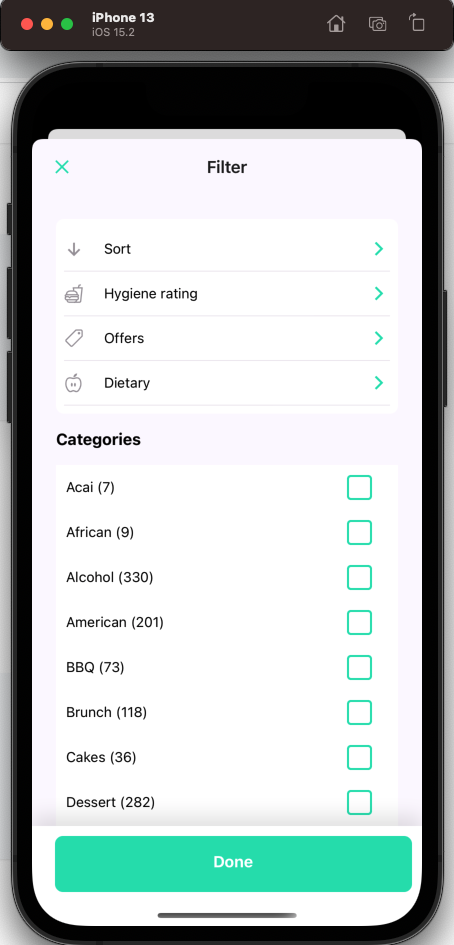 iPhone 13
iOS 15.2
Filter
Sort
Hygiene rating
Offers
Dietary
Categories
Acai (7)
African (9)
Alcohol (330)
American (201)
BBQ (73)
Brunch (118)
Cakes (36)
Dessert (282)
Done